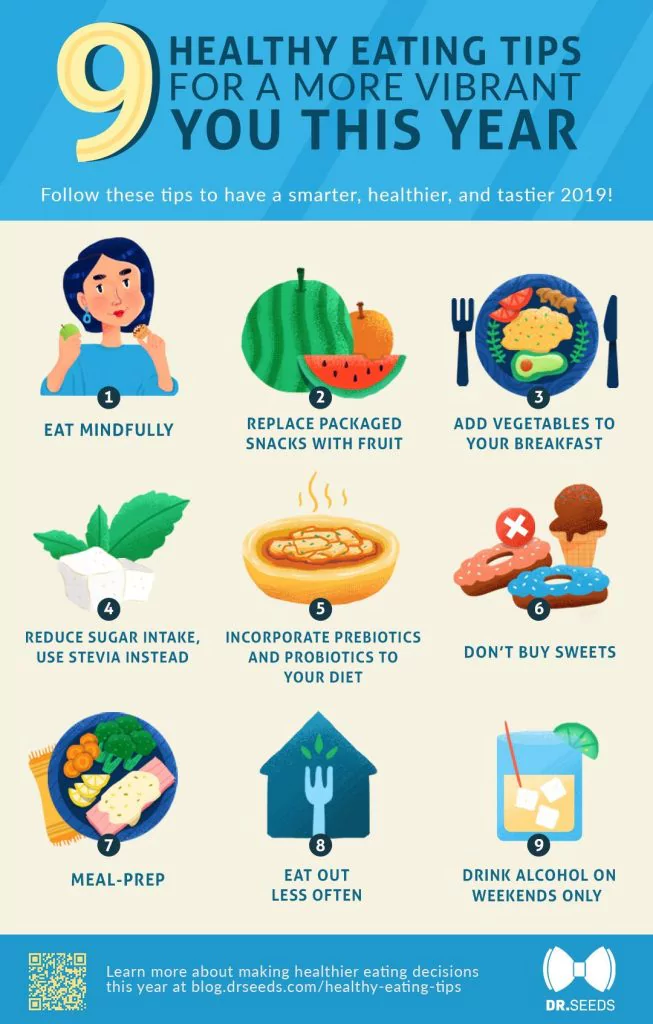 9
HEALTHY EATING TIPS
FOR A MORE VIBRANT
YOU THIS YEAR
Follow these tips to have a smarter, healthier, and tastier 2019!
1
EAT MINDFULLY
2
REPLACE PACKAGED
SNACKS WITH FRUIT
3
ADD VEGETABLES TO
YOUR BREAKFAST
4
REDUCE SUGAR INTAKE,
USE STEVIA INSTEAD
5
INCORPORATE PREBIOTICS
AND PROBIOTICS TO
YOUR DIET
6
DON'T BUY SWEETS
7
MEAL-PREP
8
EAT OUT
LESS OFTEN
9
DRINK ALCOHOL ON
WEEKENDS ONLY
Learn more about making healthier eating decisions
this year at blog.drseeds.com/healthy-eating-tips
DR.SEEDS